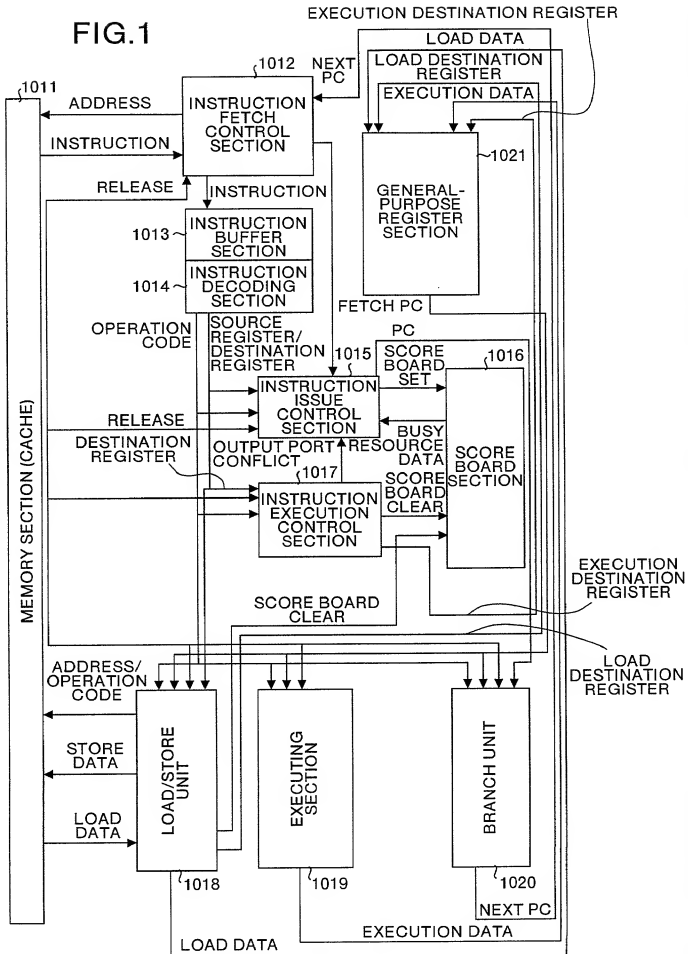 EXECUTION DESTINATION REGISTER
FIG.1
NEXT
PC
LOAD DATA
LOAD DESTINATION
REGISTER
EXECUTION DATA
1011
1012
ADDRESS
INSTRUCTION
FETCH
CONTROL
SECTION
INSTRUCTION
RELEASE
INSTRUCTION
1021
GENERAL-
PURPOSE
REGISTER
SECTION
1013
INSTRUCTION
BUFFER
SECTION
1014
INSTRUCTION
DECODING
SECTION
FETCH PC
OPERATION
CODE
SOURCE
REGISTER/
DESTINATION
REGISTER
PC
1015
SCORE
BOARD
SET
1016
INSTRUCTION
ISSUE
CONTROL
SECTION
RELEASE
DESTINATION
REGISTER
OUTPUT PORT
CONFLICT
BUSY
RESOURCE
DATA
SCORE
BOARD
SECTION
1017
INSTRUCTION
EXECUTION
CONTROL
SECTION
SCORE
BOARD
CLEAR
MEMORY SECTION (CACHE)
EXECUTION
DESTINATION
REGISTER
SCORE BOARD
CLEAR
LOAD
DESTINATION
REGISTER
ADDRESS/
OPERATION
CODE
STORE
DATA
LOAD
DATA
LOAD/STORE
UNIT
EXECUTING
SECTION
BRANCH UNIT
1018
1019
1020
NEXT PC
EXECUTION DATA
LOAD DATA